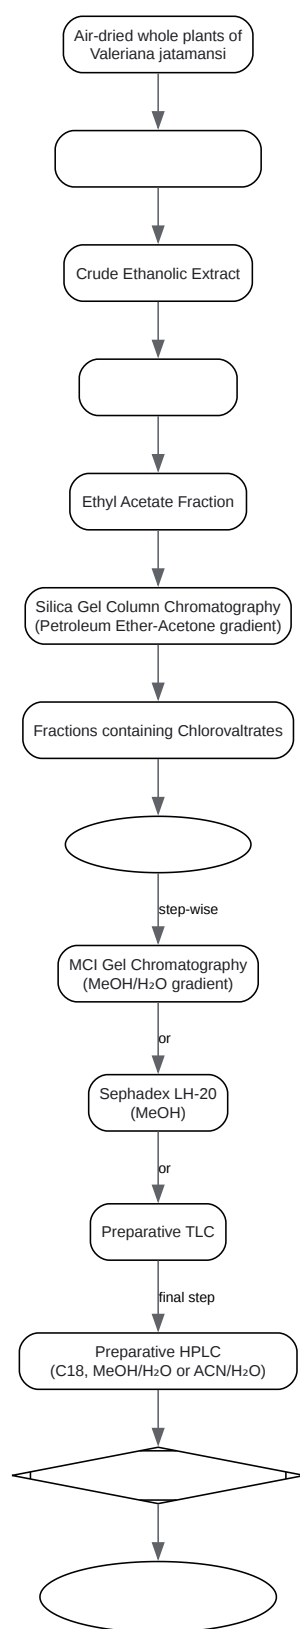 Air-dried whole plants of
Valeriana jatamansi
Crude Ethanolic Extract
Ethyl Acetate Fraction
Silica Gel Column Chromatography
(Petroleum Ether-Acetone gradient)
Fractions containing Chlorovaltrates
step-wise
MCI Gel Chromatography
(MeOH/H₂O gradient)
or
Sephadex LH-20
(MeOH)
or
Preparative TLC
final step
Preparative HPLC
(C18, MeOH/H₂O or ACN/H₂O)